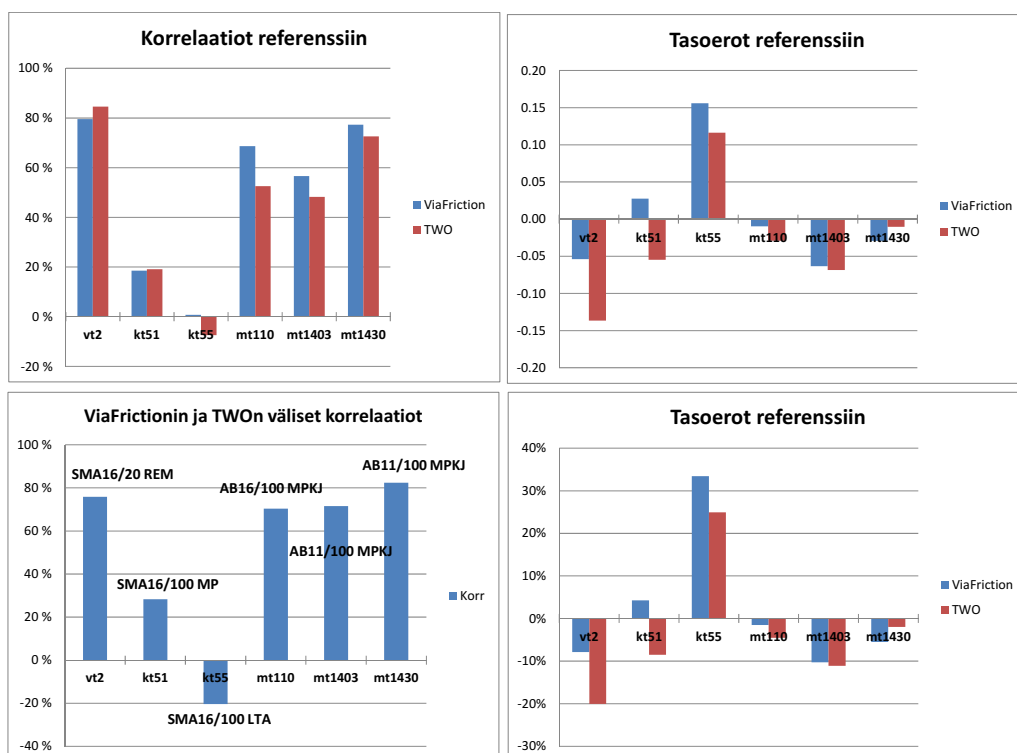 Korrelaatiot referenssiin
100 %
80 %
60 %
40 %
20 %
0 %
-20 %
vt2
kt51
kt55
mt110
mt1403
mt1430
ViaFriction
TWO
Tasoerot referenssiin
0.20
0.15
0.10
0.05
0.00
-0.05
-0.10
-0.15
-0.20
vt2
kt51
kt55
mt110
mt1403
mt1430
ViaFriction
TWO
ViaFrictionin ja TWOn väliset korrelaatiot
100 %
80 %
60 %
40 %
20 %
0 %
-20 %
-40 %
SMA16/20 REM
SMA16/100 MP
SMA16/100 LTA
AB16/100 MPKJ
AB11/100 MPKJ
AB11/100 MPKJ
vt2
kt51
kt55
mt110
mt1403
mt1430
Korr
Tasoerot referenssiin
40%
30%
20%
10%
0%
-10%
-20%
-30%
vt2
kt51
kt55
mt110
mt1403
mt1430
ViaFriction
TWO